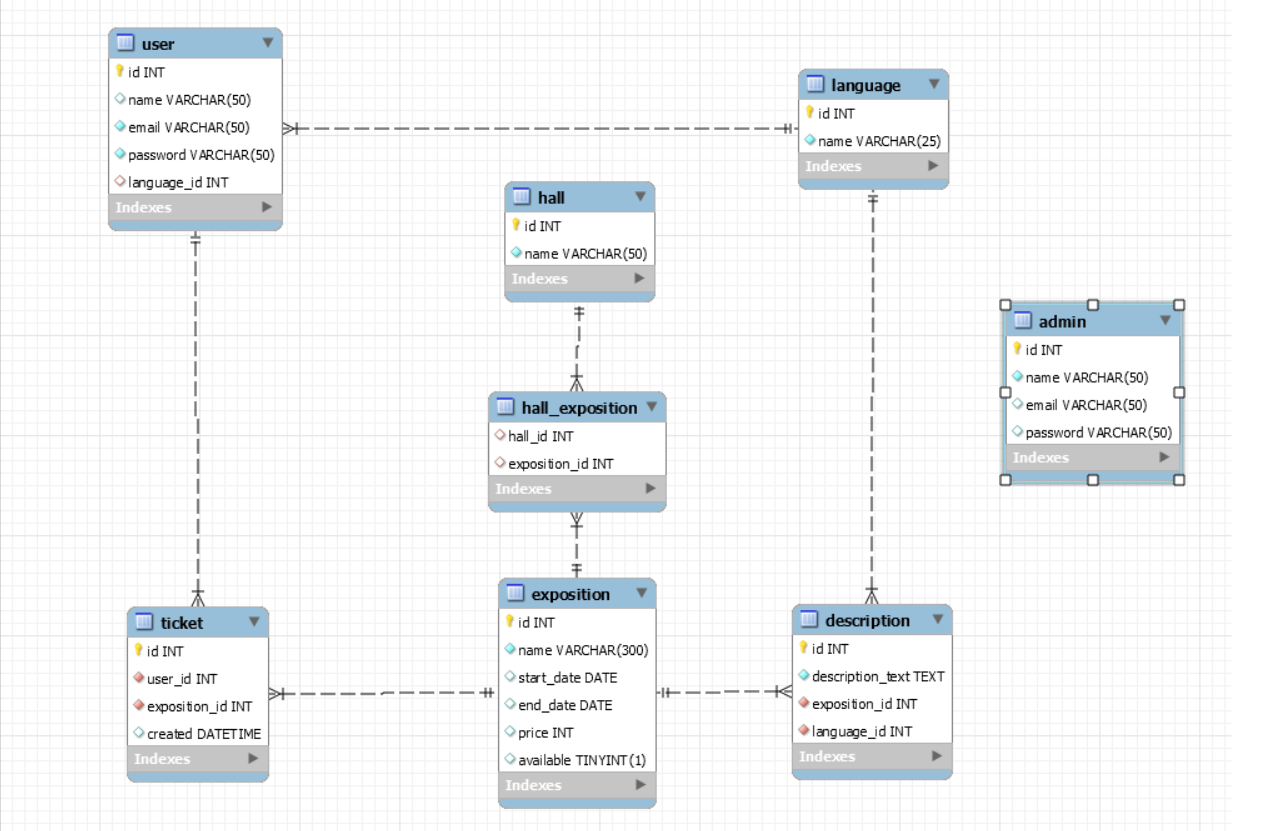 user
id INT
name VARCHAR(50)
email VARCHAR(50)
password VARCHAR(50)
language_id INT
Indexes
language
id INT
name VARCHAR(25)
Indexes
hall
id INT
name VARCHAR(50)
Indexes
admin
id INT
name VARCHAR(50)
email VARCHAR(50)
password VARCHAR(50)
Indexes
hall_exposition
hall_id INT
exposition_id INT
Indexes
ticket
id INT
user_id INT
exposition_id INT
created DATETIME
Indexes
exposition
id INT
name VARCHAR(300)
start_date DATE
end_date DATE
price INT
available TINYINT(1)
Indexes
description
id INT
description_text TEXT
exposition_id INT
language_id INT
Indexes